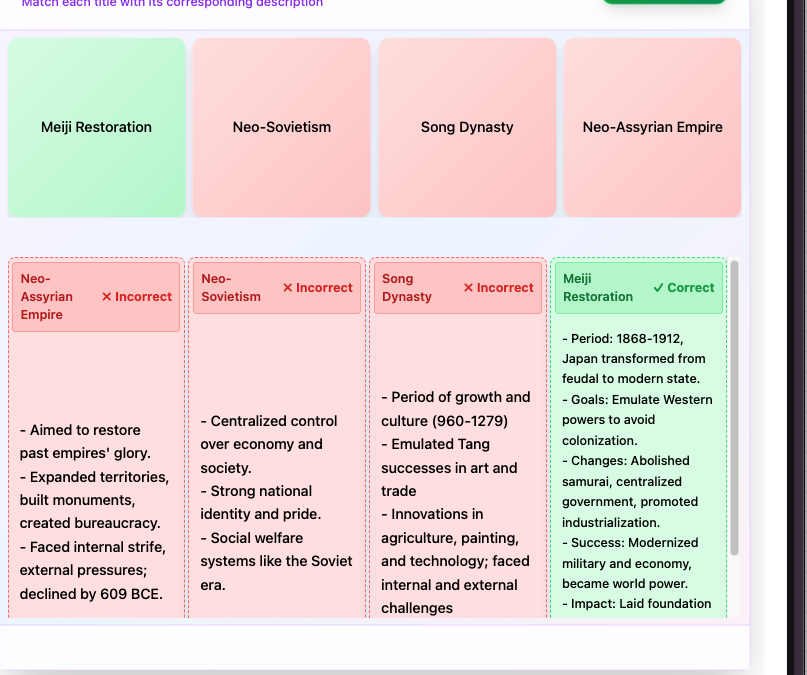 Match each title with its corresponding description
Meiji Restoration
Neo-Sovietism
Song Dynasty
Neo-Assyrian Empire
Neo-
Assyrian
Empire
✕ Incorrect
- Aimed to restore
past empires' glory.
- Expanded territories,
built monuments,
created bureaucracy.
- Faced internal strife,
external pressures;
declined by 609 BCE.
Neo-
Sovietism
✕ Incorrect
- Centralized control
over economy and
society.
- Strong national
identity and pride.
- Social welfare
systems like the Soviet
era.
Song
Dynasty
✕ Incorrect
- Period of growth and
culture (960-1279)
- Emulated Tang
successes in art and
trade
- Innovations in
agriculture, painting,
and technology; faced
internal and external
challenges
Meiji
Restoration
✓ Correct
- Period: 1868-1912,
Japan transformed from
feudal to modern state.
- Goals: Emulate Western
powers to avoid
colonization.
- Changes: Abolished
samurai, centralized
government, promoted
industrialization.
- Success: Modernized
military and economy,
became world power.
- Impact: Laid foundation